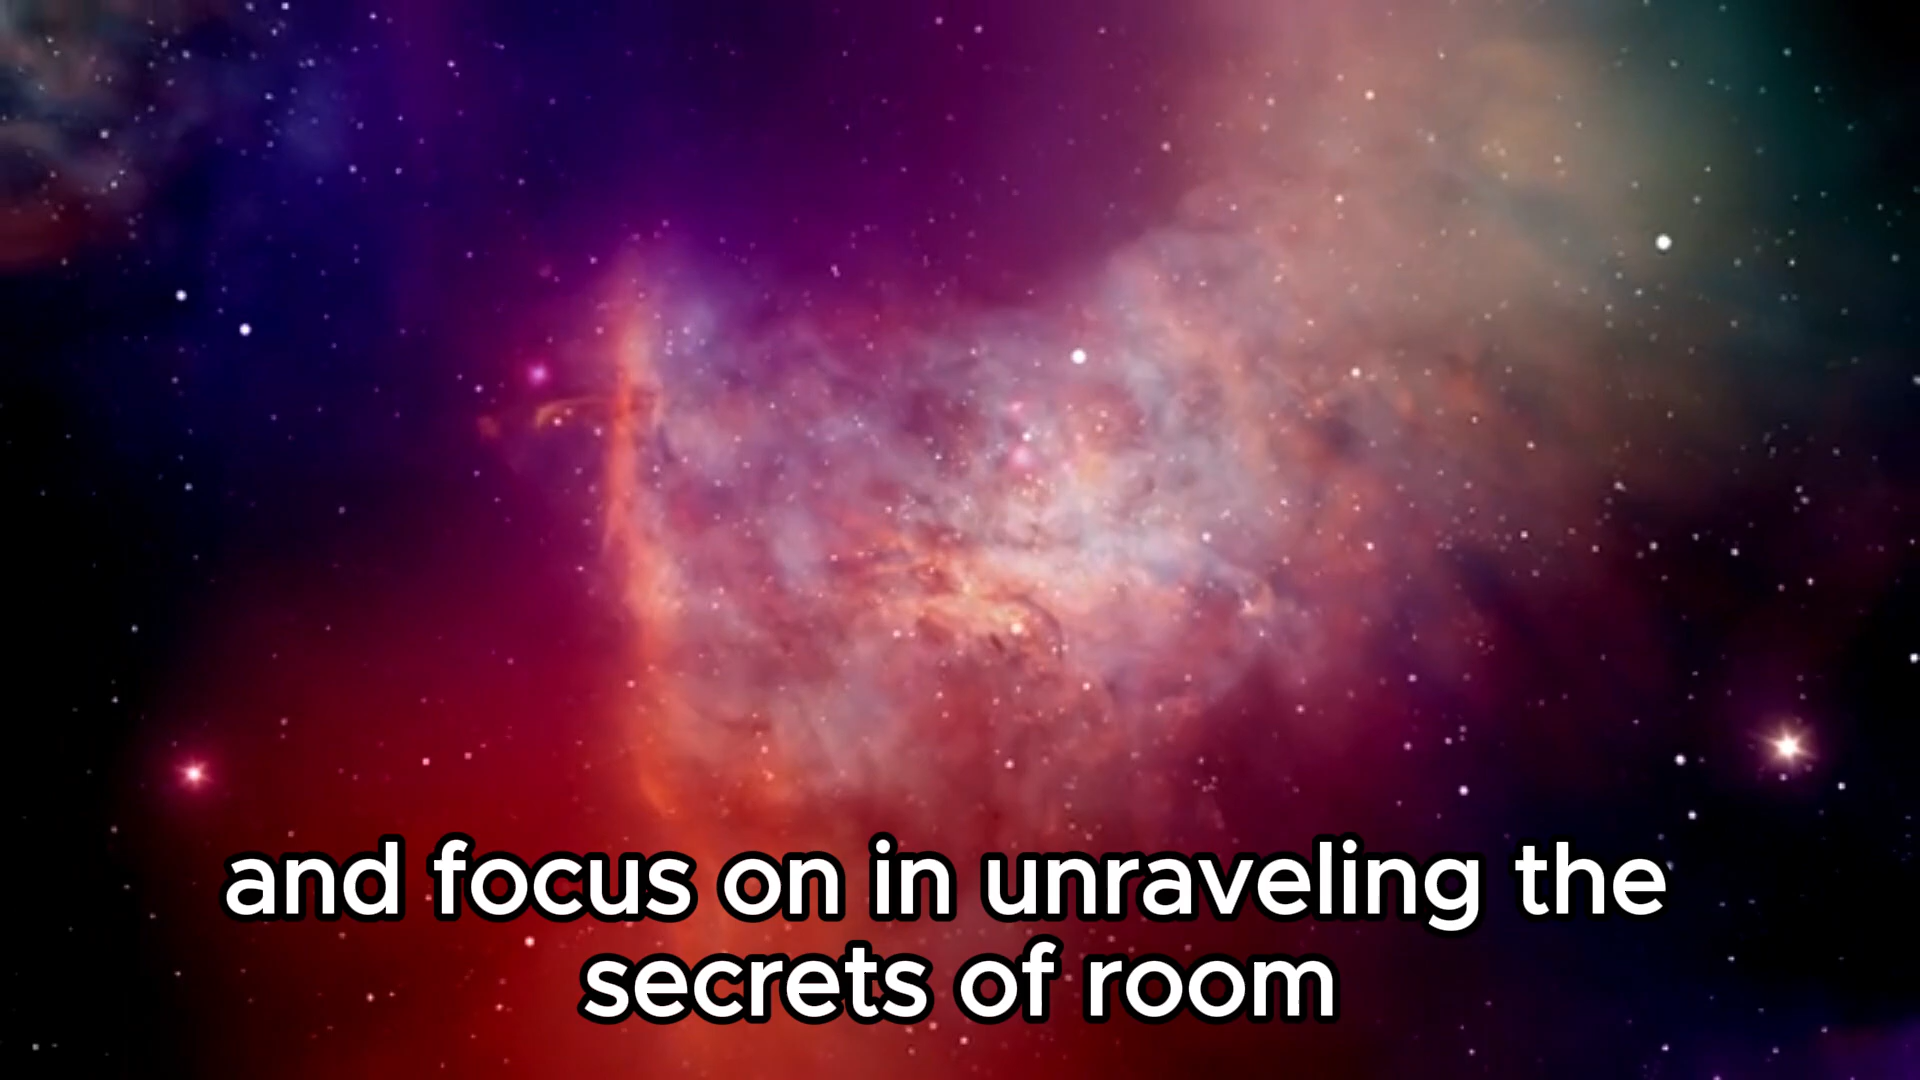 and focus on in unraveling the
secrets of room